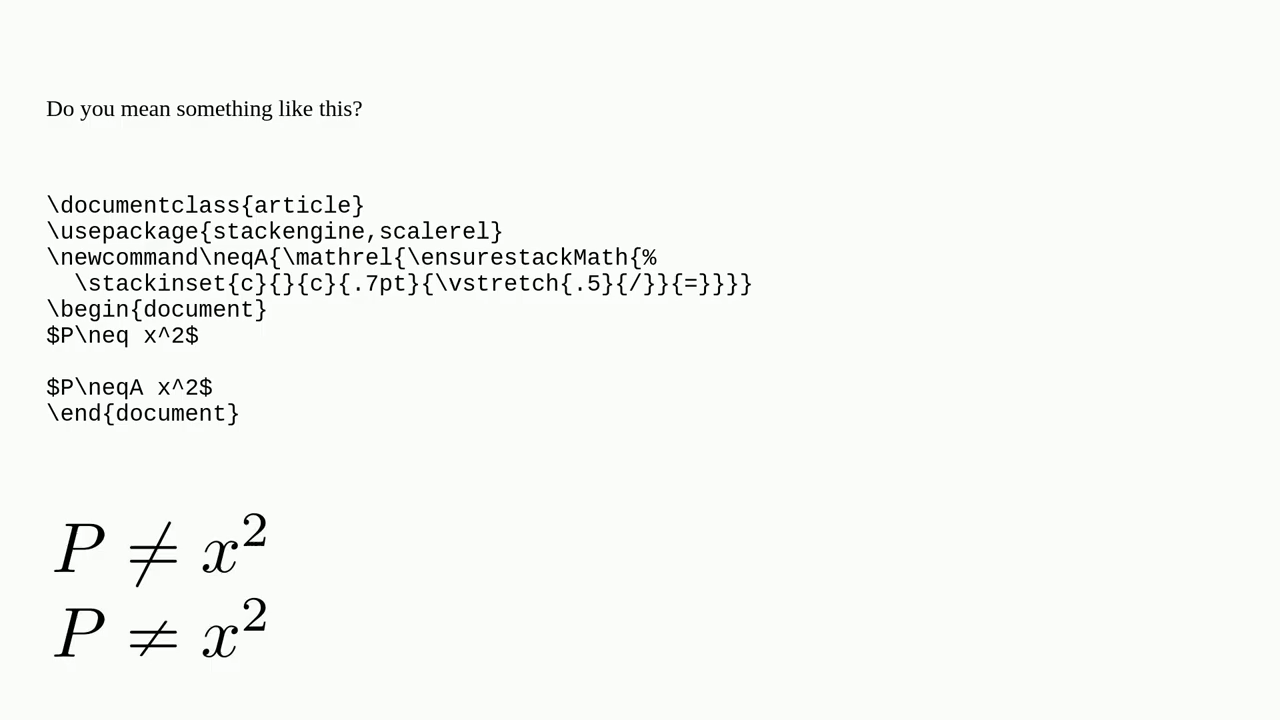 Do you mean something like this?
\documentclass{article}
\usepackage{stackengine,scalerel}
\newcommand\neqA{\mathrel{\ensurestackMath{%
  \stackinset{c}{}{c}{.7pt}{\vstretch{.5}{/}}{=}}}}
\begin{document}
$P\neq x^2$

$P\neqA x^2$
\end{document}
P ≠ x²
P ≠ x²